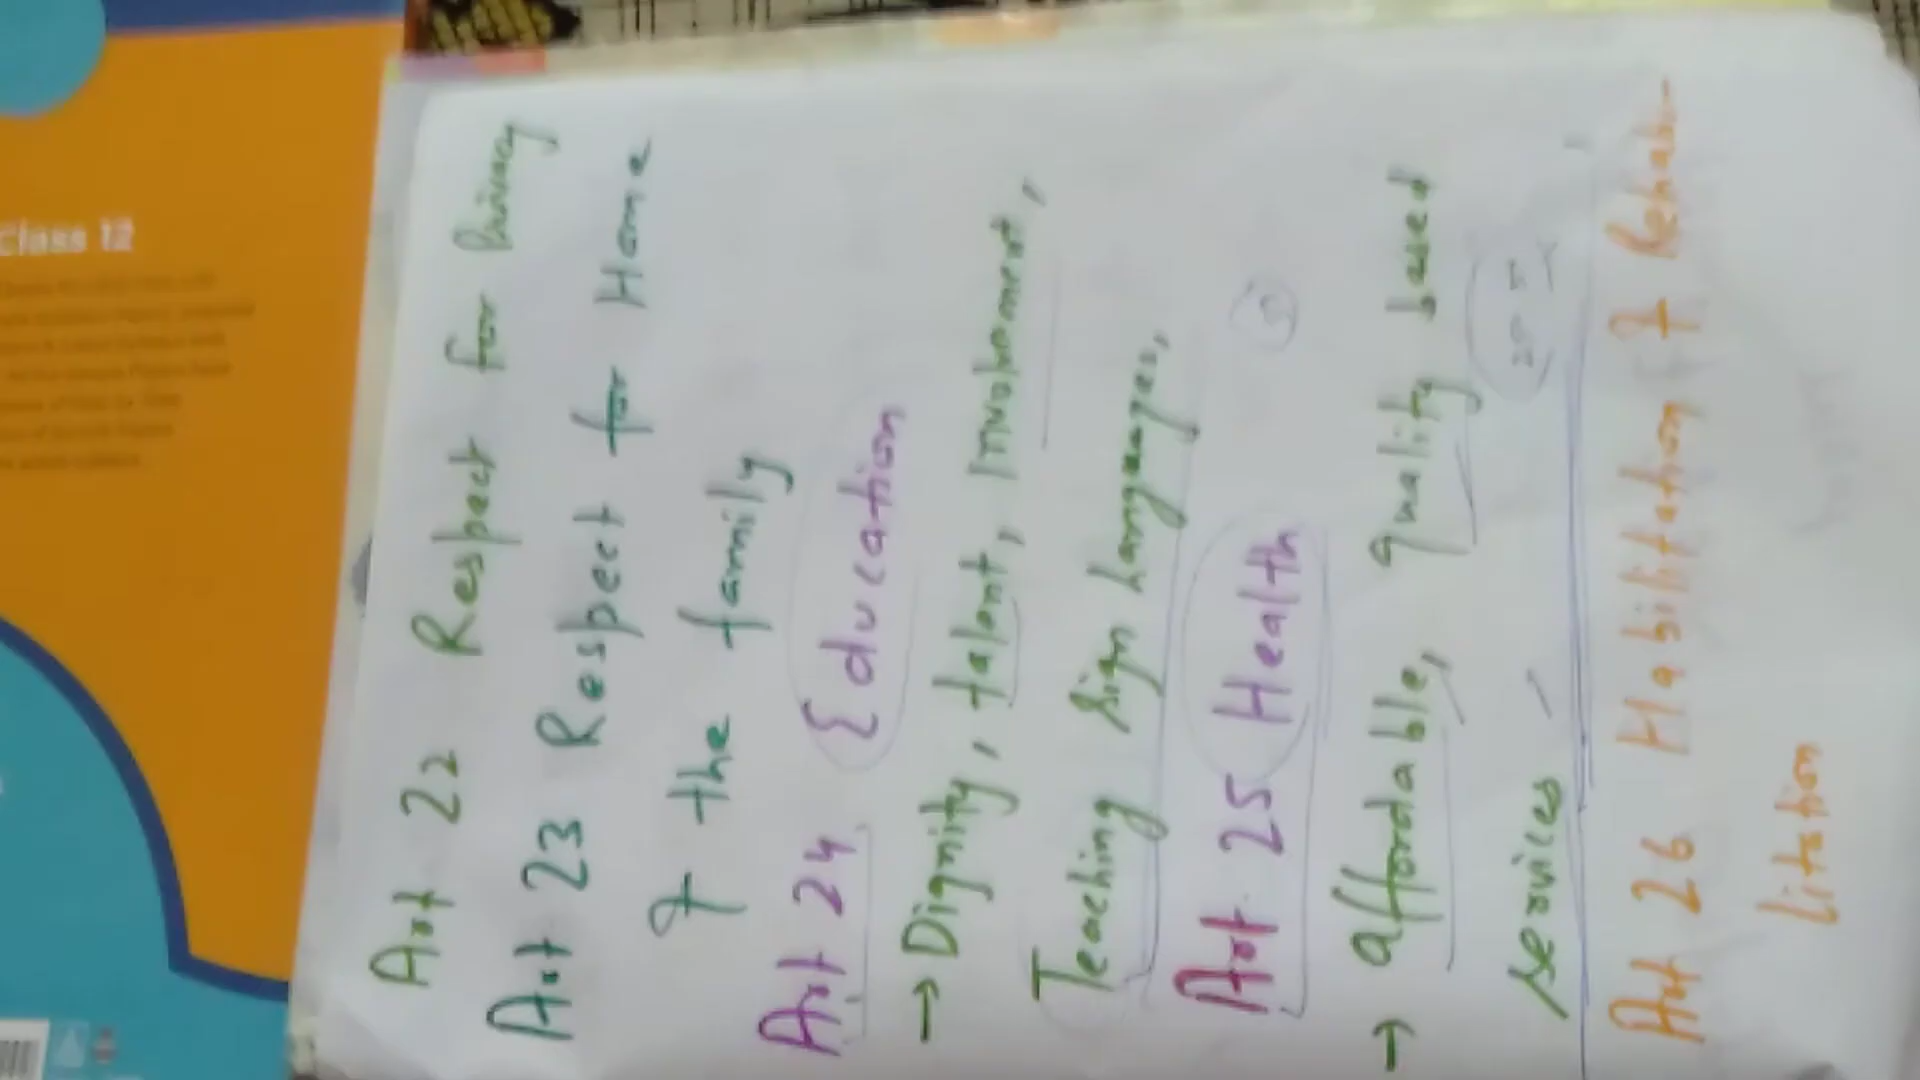 Class 12
Art 22 Respect for Privacy
Art 23 Respect for Home
& the family
Art 24 Education
→ Dignity, talent, Involvement,
Teaching sign Languages,
Art 25 Health
→ affordable, quality based
services
Art 26 Habilitation & Rehabi-
litation